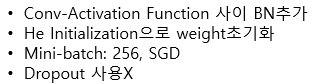 • Conv-Activation Function 사이 BN추가
• He Initialization으로 weight초기화
• Mini-batch: 256, SGD
• Dropout 사용X